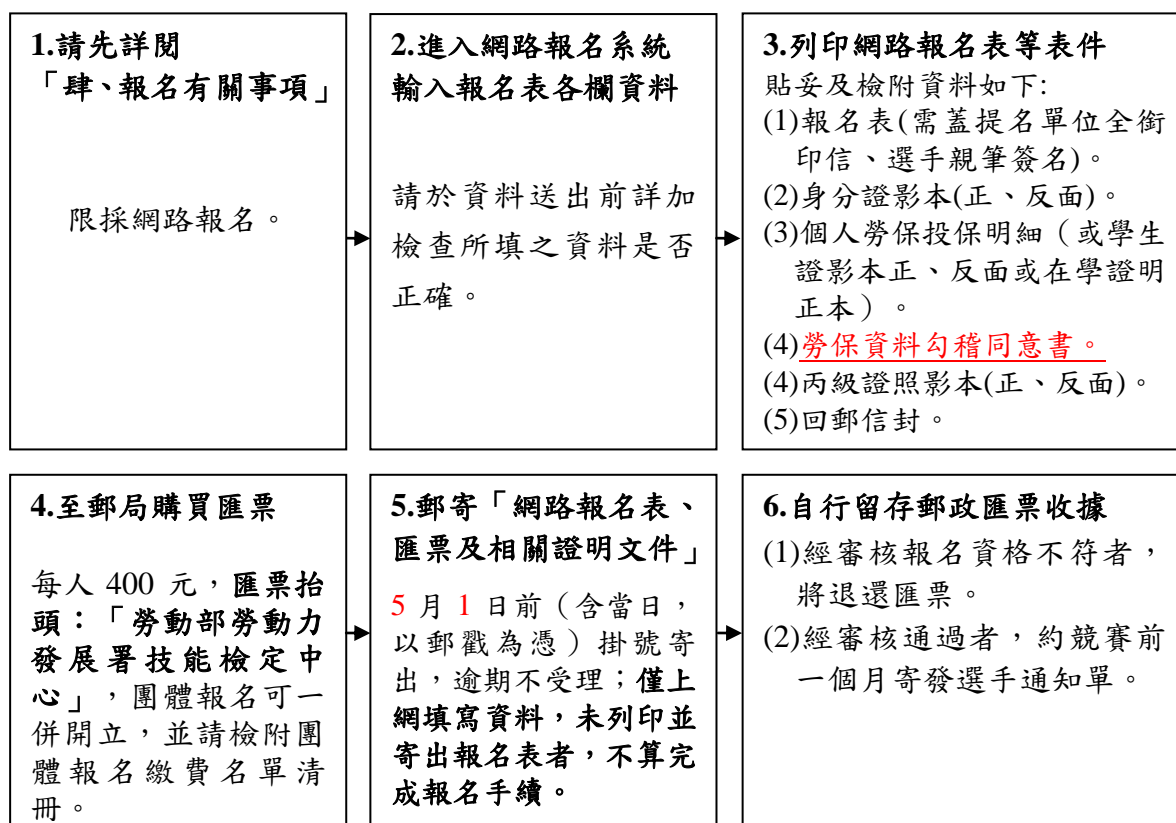 1.請先詳閱
「肆、報名有關事項」
限採網路報名。
2.進入網路報名系統
輸入報名表各欄資料
請於資料送出前詳加
檢查所填之資料是否
正確。
3.列印網路報名表等表件
貼妥及檢附資料如下:
(1)報名表(需蓋提名單位全銜
印信、選手親筆簽名)。
(2)身分證影本(正、反面)。
(3)個人勞保投保明細（或學生
證影本正、反面或在學證明
正本）。
(4)勞保資料勾稽同意書。
(4)丙級證照影本(正、反面)。
(5)回郵信封。
4.至郵局購買匯票
每人 400 元，匯票抬
頭：「勞動部勞動力
發展署技能檢定中
心」，團體報名可一
併開立，並請檢附團
體報名繳費名單清
冊。
5.郵寄「網路報名表、
匯票及相關證明文件」
5 月 1 日前（含當日，
以郵戳為憑）掛號寄
出，逾期不受理；僅上
網填寫資料，未列印並
寄出報名表者，不算完
成報名手續。
6.自行留存郵政匯票收據
(1)經審核報名資格不符者，
將退還匯票。
(2)經審核通過者，約競賽前
一個月寄發選手通知單。